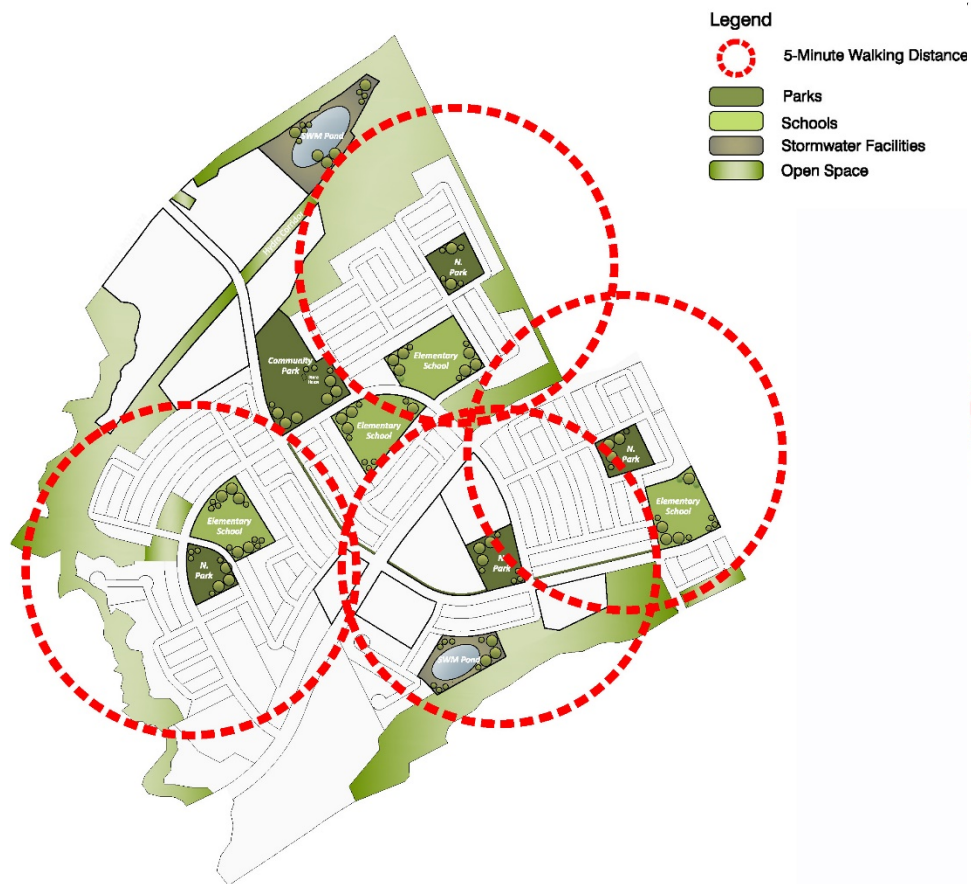 Legend
5-Minute Walking Distance
Parks
Schools
Stormwater Facilities
Open Space
SWM Pond
N.
Park
Community
Park
Elementary
School
Elementary
School
N.
Park
Elementary
School
Elementary
School
N.
Park
N.
Park
SWM Pond